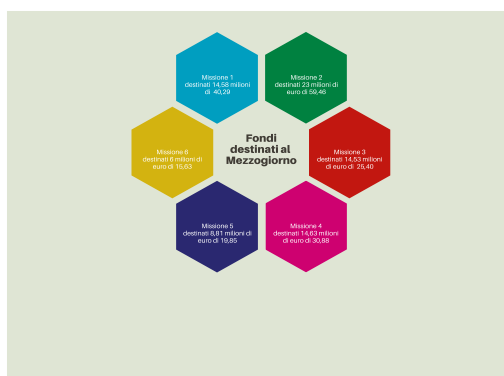 Missione 1
destinati 14,58 milioni
di 40,29
Missione 2
destinati 23 milioni di
euro di 59,46
Fondi
destinati al
Mezzogiorno
Missione 6
destinati 6 milioni di
euro di 15,63
Missione 3
destinati 14,53 milioni
di euro di 25,40
Missione 5
destinati 8,81 milioni di
euro di 19,85
Missione 4
destinati 14,63 milioni
di euro di 30,88